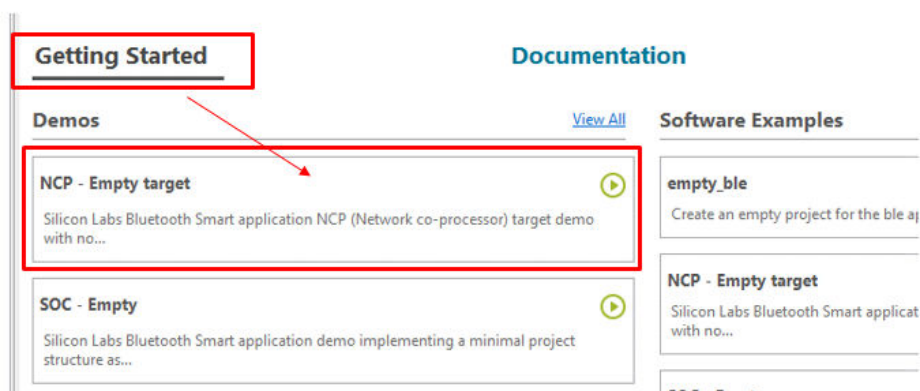 Getting Started
Documentation
Demos
View All
NCP - Empty target
Silicon Labs Bluetooth Smart application NCP (Network co-processor) target demo
with no...
SOC - Empty
Silicon Labs Bluetooth Smart application demo implementing a minimal project
structure as...
Software Examples
empty_ble
Create an empty project for the ble
NCP - Empty target
Silicon Labs Bluetooth Smart
with no...